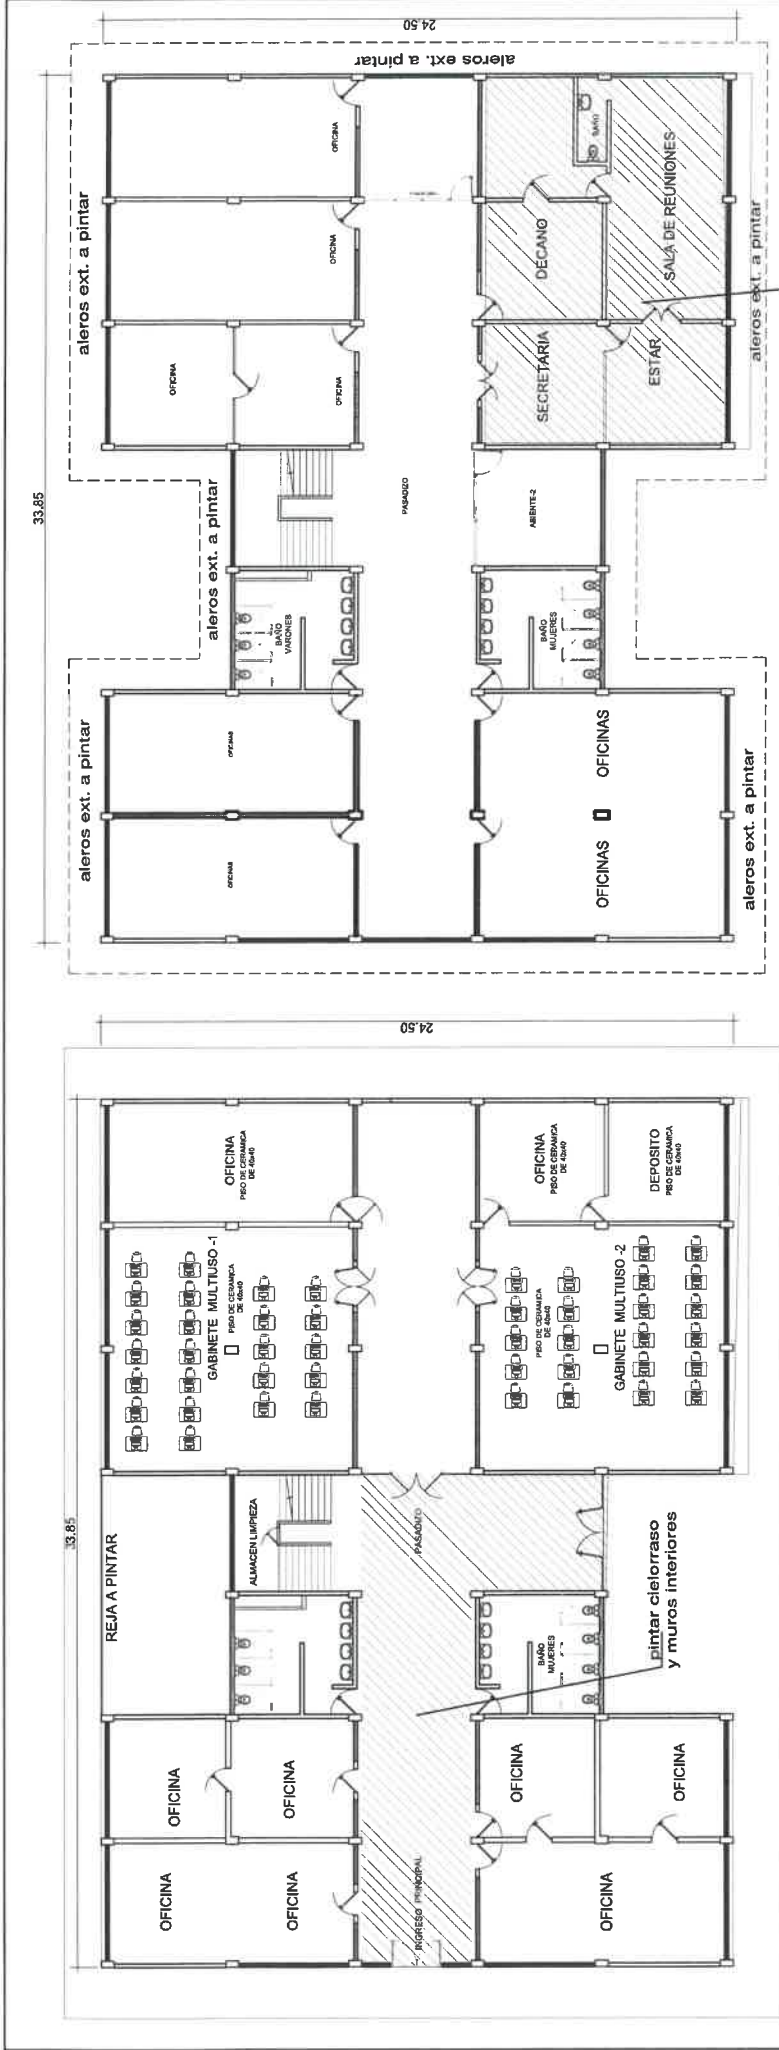 33.85
24.50
REJA A PINTAR
OFICINA
OFICINA
OFICINA
OFICINA
ALMACEN LIMPIEZA
GABINETE MULTIUSO -1
PISO DE CERAMICA
DE 40x40
OFICINA
PISO DE CERAMICA
DE 40x40
INGRESO PRINCIPAL
PASADIZO
OFICINA
OFICINA
OFICINA
BAÑO
MUJERES
PISO DE CERAMICA
DE 40x40
GABINETE MULTIUSO -2
OFICINA
PISO DE CERAMICA
DE 40x40
DEPOSITO
PISO DE CERAMICA
DE 40x40
pintar cielorraso
y muros interiores
33.85
24.50
aleros ext. a pintar
aleros ext. a pintar
aleros ext. a pintar
aleros ext. a pintar
OFICINAS
OFICINAS
BAÑO
VARONES
OFICINA
OFICINA
OFICINA
OFICINA
PASADIZO
OFICINAS
OFICINAS
BAÑO
MUJERES
ABIENTE-2
SECRETARIA
DECANO
BAÑO
ESTAR
SALA DE REUNIONES
aleros ext. a pintar
aleros ext. a pintar